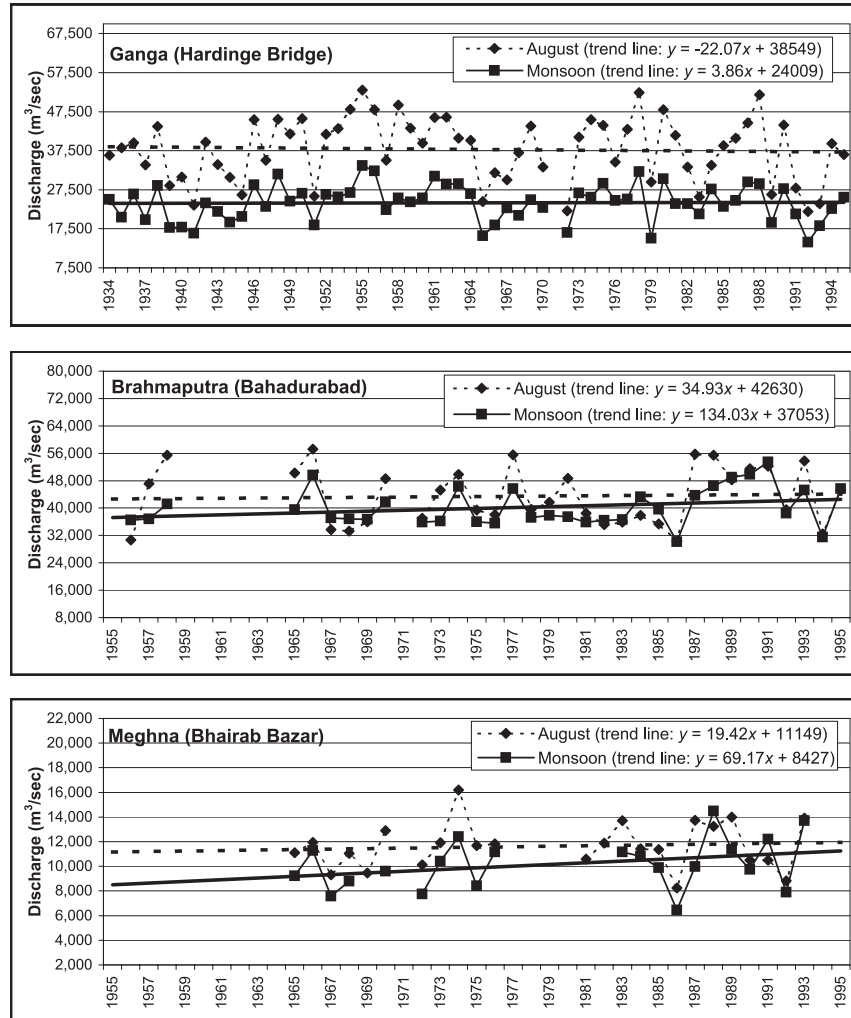 67,500
Ganga (Hardinge Bridge)
August (trend line: y = -22.07x + 38549)
Monsoon (trend line: y = 3.86x + 24009)
57,500
47,500
37,500
27,500
17,500
7,500
Discharge (m³/sec)
1934 1937 1940 1943 1946 1949 1952 1955 1958 1961 1964 1967 1970 1973 1976 1979 1982 1985 1988 1991 1994
80,000
Brahmaputra (Bahadurabad)
August (trend line: y = 34.93x + 42630)
Monsoon (trend line: y = 134.03x + 37053)
72,000
64,000
56,000
48,000
40,000
32,000
24,000
16,000
8,000
Discharge (m³/sec)
1955 1957 1959 1961 1963 1965 1967 1969 1971 1973 1975 1977 1979 1981 1983 1985 1987 1989 1991 1993 1995
22,000
Meghna (Bhairab Bazar)
August (trend line: y = 19.42x + 11149)
Monsoon (trend line: y = 69.17x + 8427)
20,000
18,000
16,000
14,000
12,000
10,000
8,000
6,000
4,000
2,000
Discharge (m³/sec)
1955 1957 1959 1961 1963 1965 1967 1969 1971 1973 1975 1977 1979 1981 1983 1985 1987 1989 1991 1993 1995